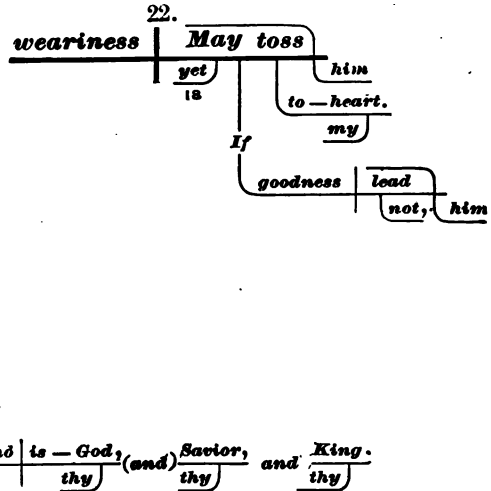 22.
weariness May toss
yet him
18
to — heart.
my
If
goodness lead
not, him
is — God, (and) Savior, and King.
thy thy thy